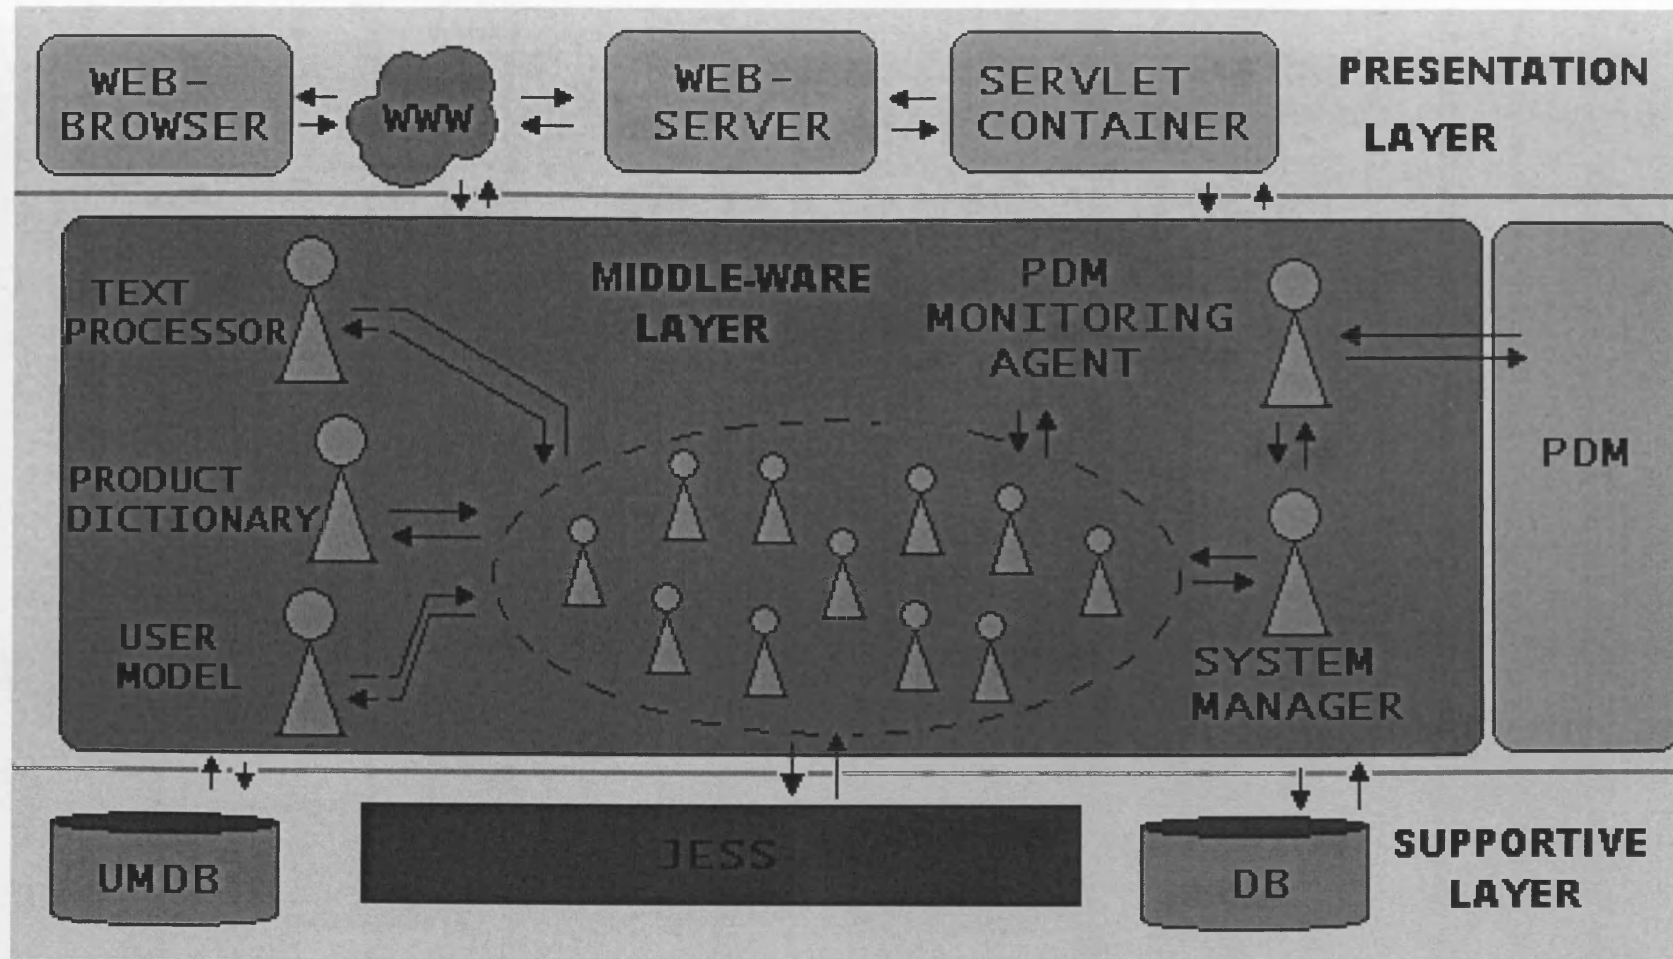 WEB-
BROWSER
WWW
WEB-
SERVER
SERVLET
CONTAINER
PRESENTATION
LAYER
TEXT
PROCESSOR
MIDDLE-WARE
LAYER
PDM
MONITORING
AGENT
PRODUCT
DICTIONARY
PDM
USER
MODEL
SYSTEM
MANAGER
UMDB
JESS
DB
SUPPORTIVE
LAYER